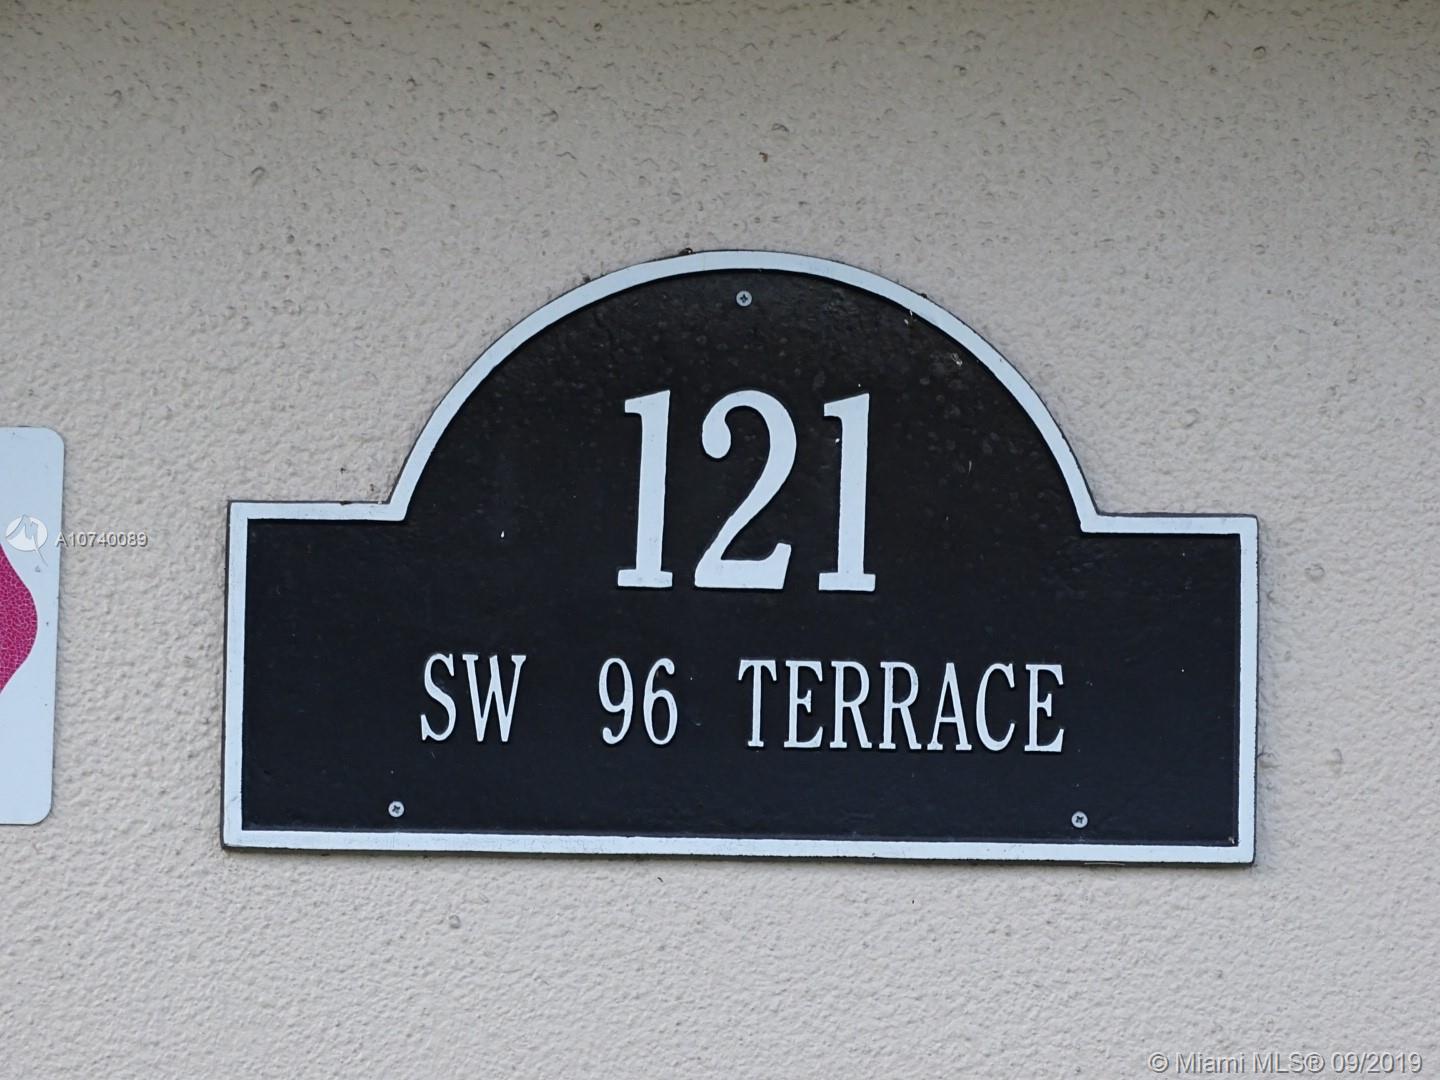 121
SW 96 TERRACE
A10740089
© Miami MLS® 09/2019